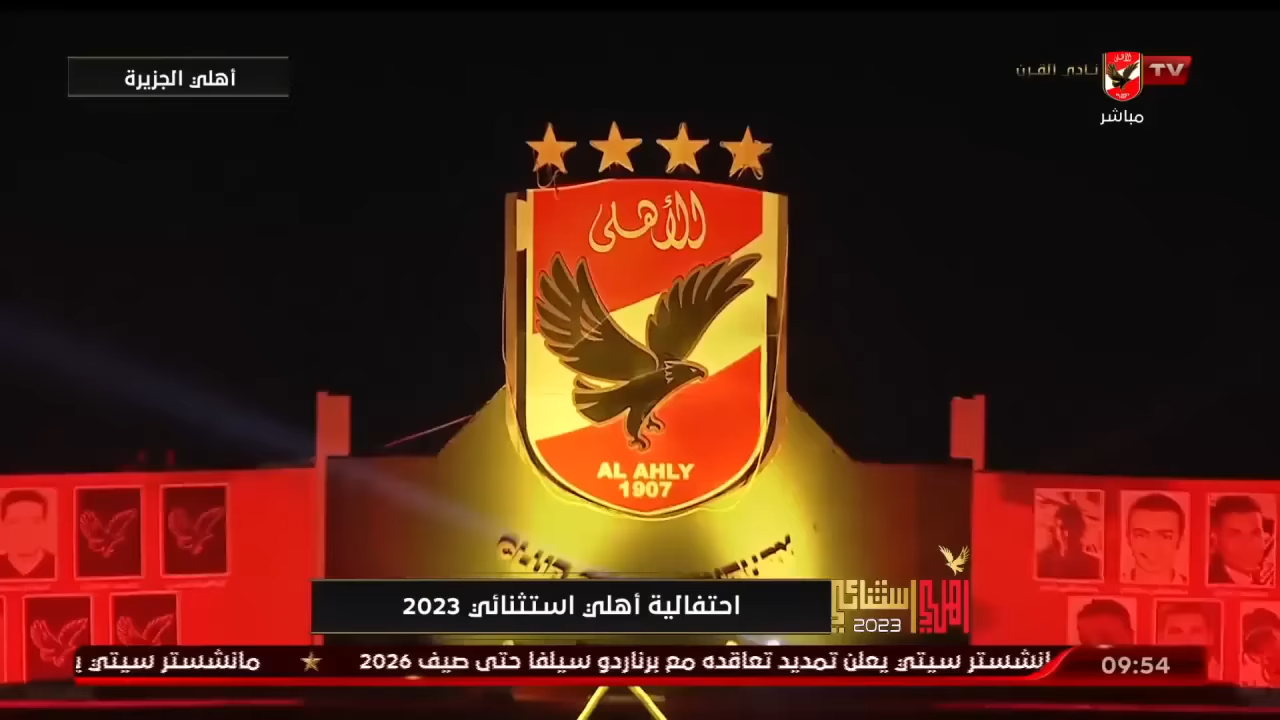 أهلي الجزيرة
نادي القرن
TV
مباشر
الأهلى
AL AHLY
1907
احتفالية أهلي استثنائي 2023
أهلي استثنائي
2023
مانشستر سيتي يعلن تمديد تعاقده مع برناردو سيلفا حتى صيف 2026 ★ مانشستر سيتي
09:54